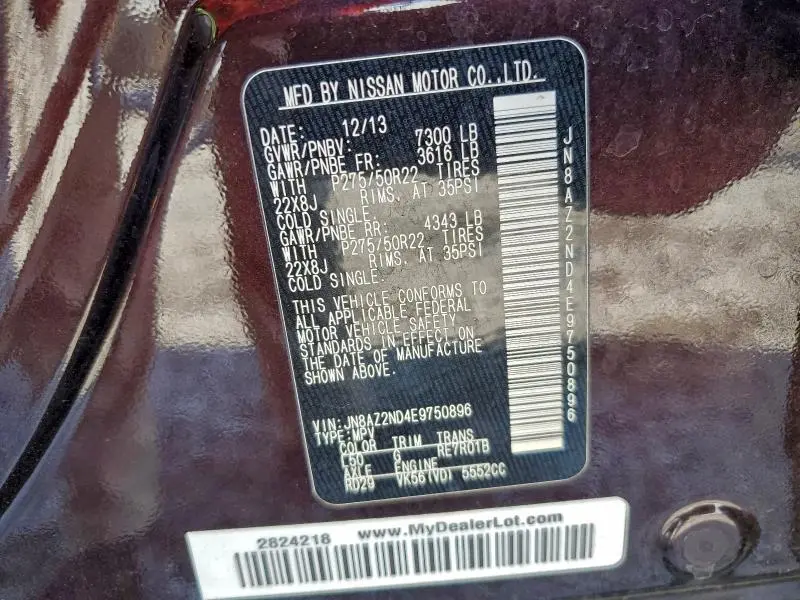 MFD BY NISSAN MOTOR CO.,LTD.
DATE: 12/13
GVWR/PNBV: 7300 LB
GAWR/PNBE FR: 3616 LB
WITH P275/50R22 TIRES
22X8J RIMS, AT 35PSI
COLD SINGLE.
GAWR/PNBE RR: 4343 LB
WITH P275/50R22 TIRES
22X8J RIMS, AT 35PSI
COLD SINGLE.
THIS VEHICLE CONFORMS TO
ALL APPLICABLE FEDERAL
MOTOR VEHICLE SAFETY
STANDARDS IN EFFECT ON
THE DATE OF MANUFACTURE
SHOWN ABOVE.
VIN: JN8AZ2ND4E9750896
TYPE: MPV
COLOR TRIM TRANS
L50 G RE7R01B
AXLE ENGINE
RD29 VK56(VD) 5552CC
JN8AZ2ND4E9750896
2824218 www.MyDealerLot.com